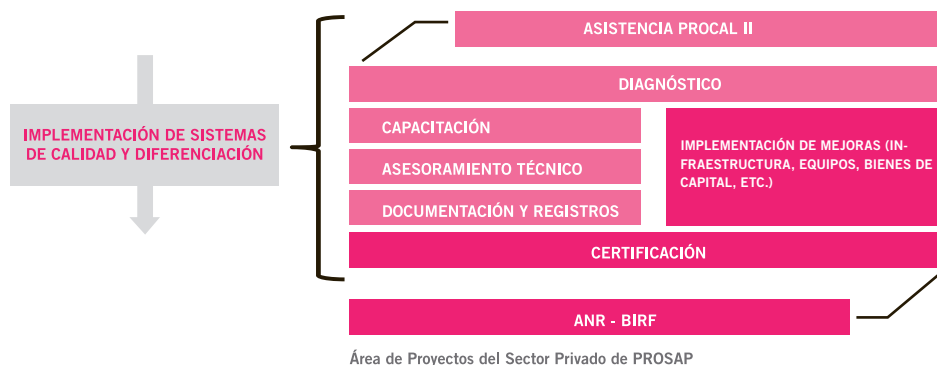 ASISTENCIA PROCAL II
DIAGNÓSTICO
IMPLEMENTACIÓN DE SISTEMAS
DE CALIDAD Y DIFERENCIACIÓN
CAPACITACIÓN
ASESORAMIENTO TÉCNICO
DOCUMENTACIÓN Y REGISTROS
IMPLEMENTACIÓN DE MEJORAS (IN-
FRAESTRUCTURA, EQUIPOS, BIENES DE
CAPITAL, ETC.)
CERTIFICACIÓN
ANR - BIRF
Área de Proyectos del Sector Privado de PROSAP